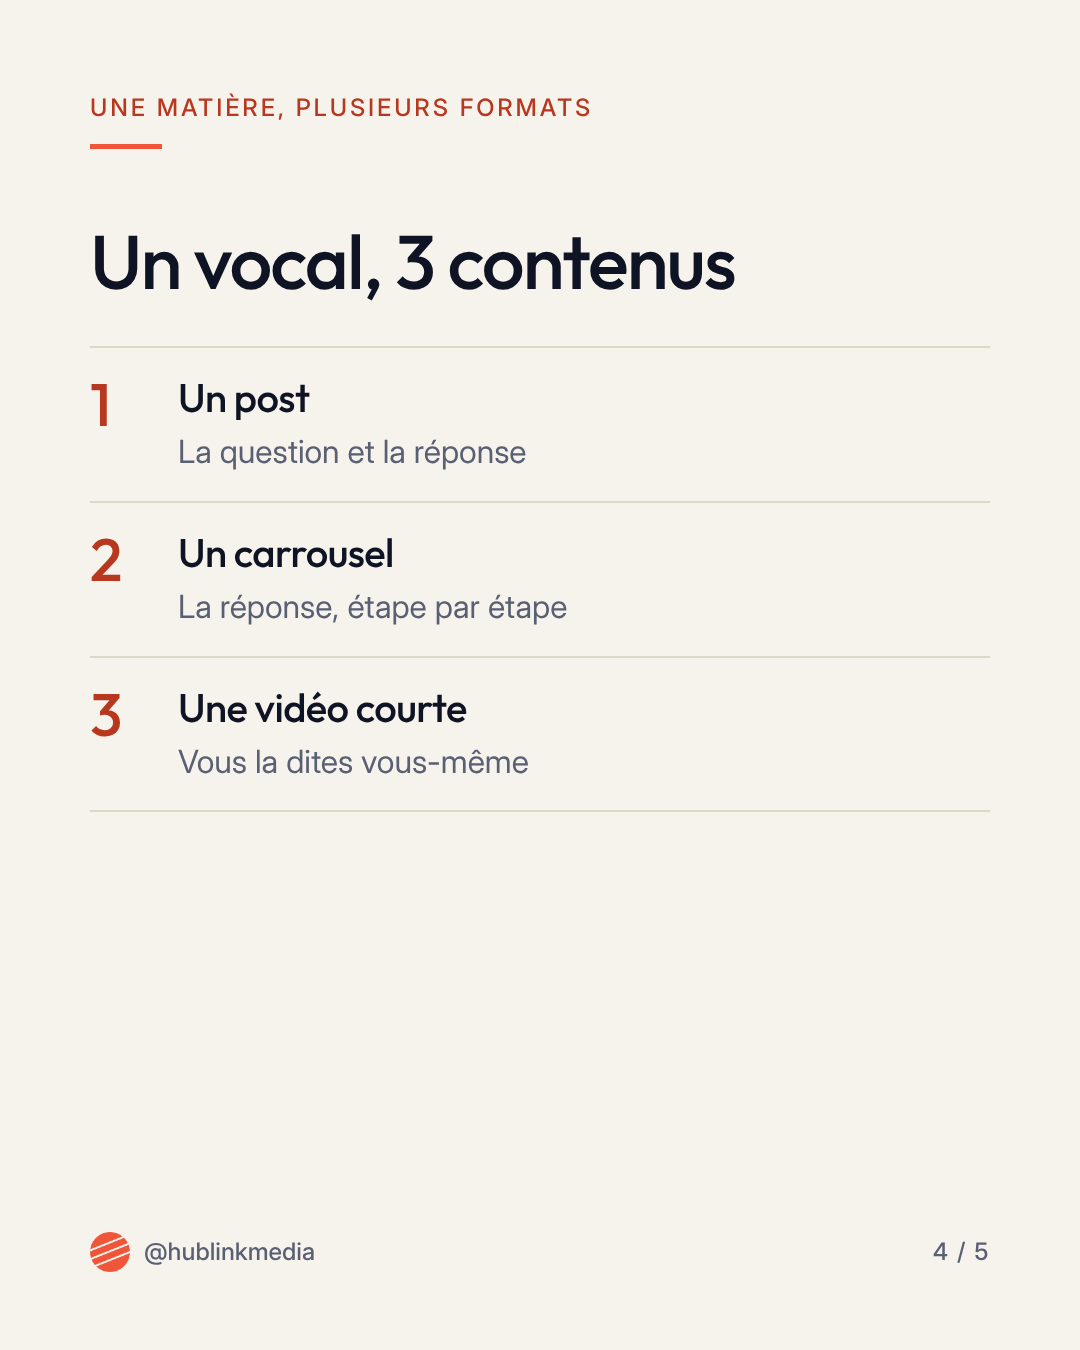 UNE MATIÈRE, PLUSIEURS FORMATS
Un vocal, 3 contenus
1
Un post
La question et la réponse
2
Un carrousel
La réponse, étape par étape
3
Une vidéo courte
Vous la dites vous-même
@hublinkmedia
4 / 5